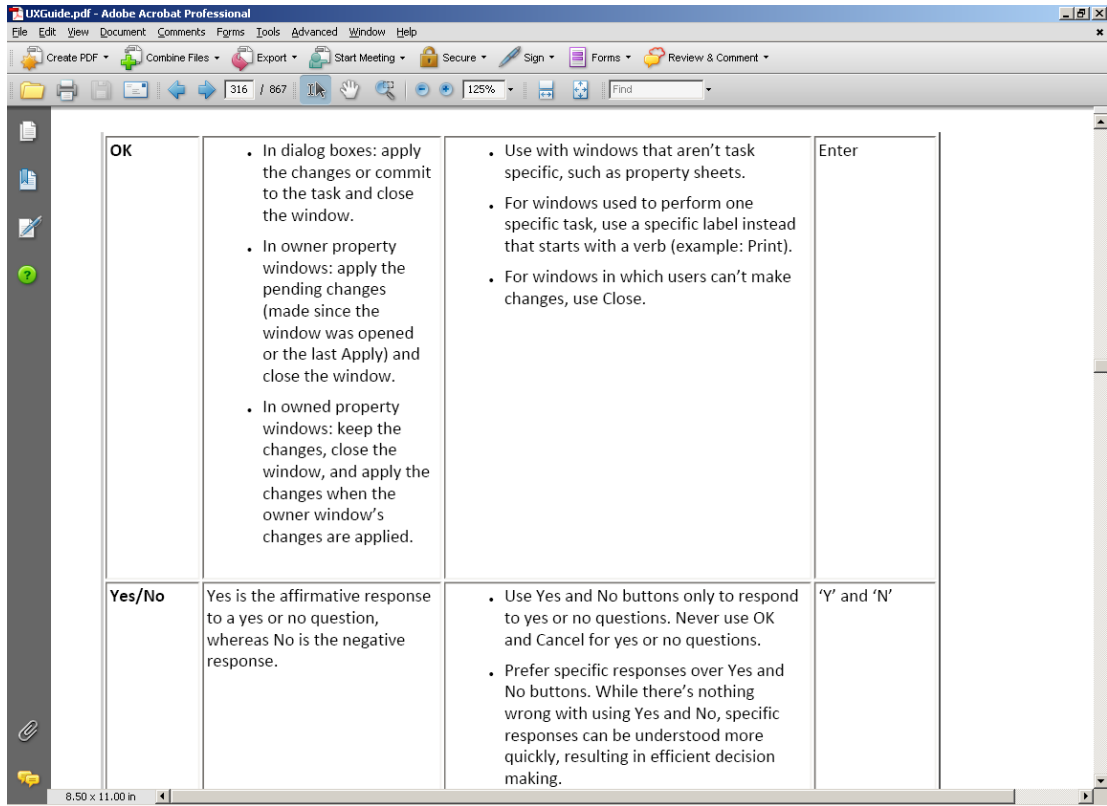 UXGuide.pdf - Adobe Acrobat Professional
File Edit View Document Comments Forms Tools Advanced Window Help
Create PDF Combine Files Export Start Meeting Secure Sign Forms Review & Comment
316 / 867 125% Find
OK
• In dialog boxes: apply
the changes or commit
to the task and close
the window.
• In owner property
windows: apply the
pending changes
(made since the
window was opened
or the last Apply) and
close the window.
• In owned property
windows: keep the
changes, close the
window, and apply the
changes when the
owner window’s
changes are applied.
• Use with windows that aren’t task
specific, such as property sheets.
• For windows used to perform one
specific task, use a specific label instead
that starts with a verb (example: Print).
• For windows in which users can’t make
changes, use Close.
Enter
Yes/No
Yes is the affirmative response
to a yes or no question,
whereas No is the negative
response.
• Use Yes and No buttons only to respond
to yes or no questions. Never use OK
and Cancel for yes or no questions.
• Prefer specific responses over Yes and
No buttons. While there’s nothing
wrong with using Yes and No, specific
responses can be understood more
quickly, resulting in efficient decision
making.
‘Y’ and ‘N’
8.50 x 11.00 in